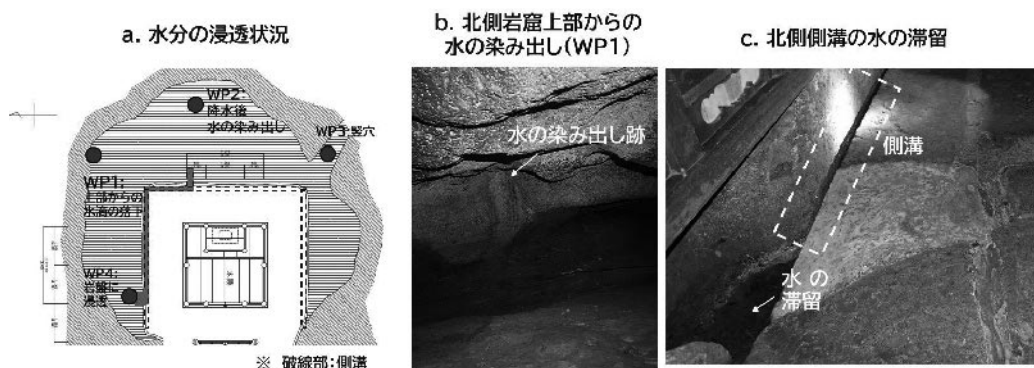 a. 水分の浸透状況
WP2:
降水後
水の染み出し
WP3:竪穴
WP1:
上部からの
水滴の落下
WP4:
岩盤に
浸透
※ 破線部:側溝
b. 北側岩窟上部からの
水の染み出し(WP1)
水の染み出し跡
c. 北側側溝の水の滞留
側溝
水 の
滞留